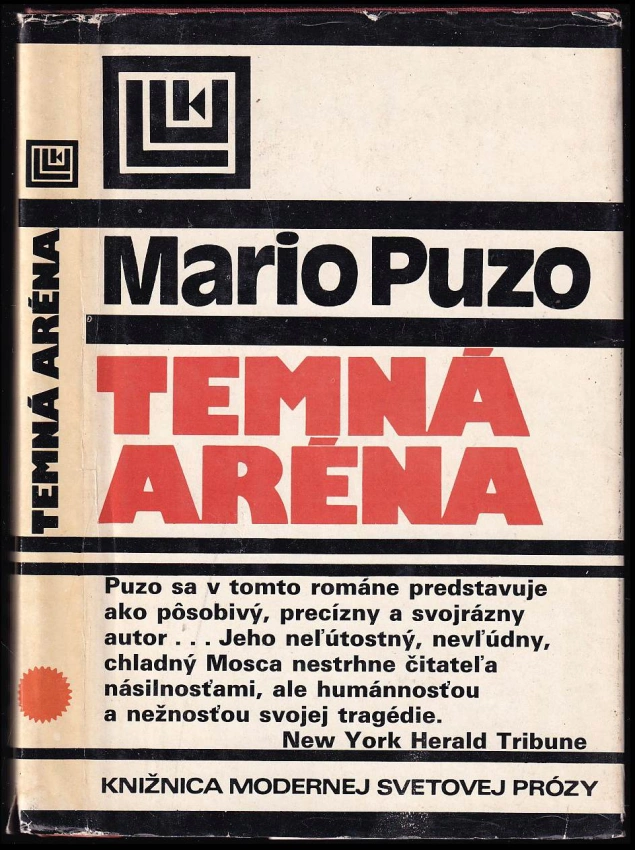 TEMNÁ ARÉNA
Mario Puzo
TEMNÁ
ARÉNA
Puzo sa v tomto románe predstavuje
ako pôsobivý, precízny a svojrázny
autor . . . Jeho neľútostný, nevľúdny,
chladný Mosca nestrhne čitateľa
násilnosťami, ale humánnosťou
a nežnosťou svojej tragédie.
New York Herald Tribune
KNIŽNICA MODERNEJ SVETOVEJ PRÓZY